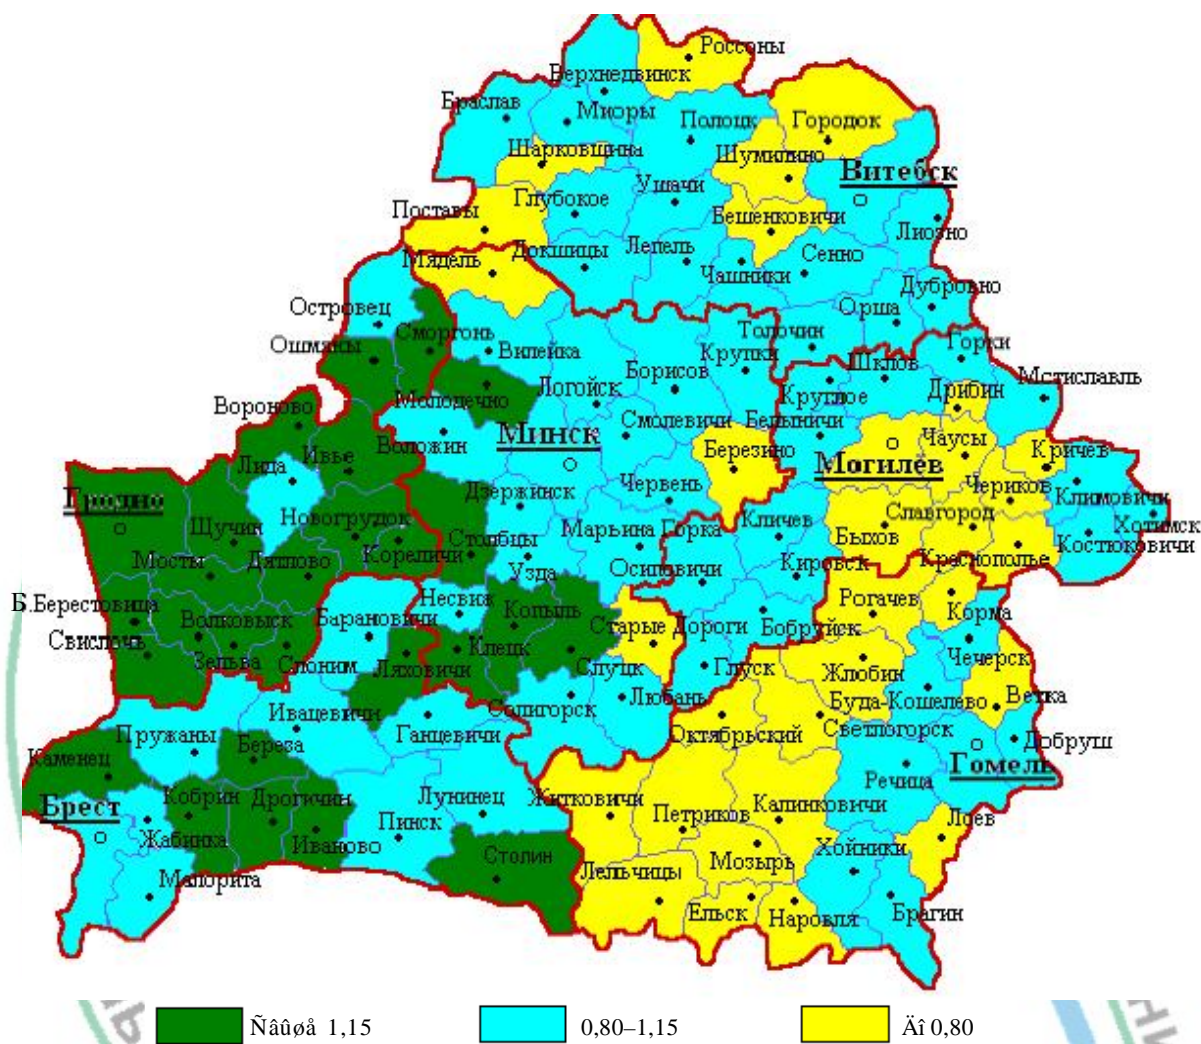 Россоны
Верхнедвинск
Браслав
Миоры
Полоцк
Городок
Шарковщина
Шумилино
Витебск
Ушачи
Глубокое
Поставы
Бешенковичи
Лиозно
Докшицы
Лепель
Сенно
Мядель
Чашники
Дубровно
Островец
Орша
Сморгонь
Толочин
Ошмяны
Вилейка
Крупки
Горки
Борисов
Шклов
Мстиславль
Логойск
Дрибин
Молодечно
Круглое
Вороново
Смолевичи
Белыничи
Минск
Воложин
Чаусы
Березино
Кричев
Ивье
Лида
Могилев
Чериков
Гродно
Дзержинск
Червень
Климовичи
Новогрудок
Щучин
Кличев
Славгород
Хотимск
Столбцы
Марьина Горка
Быхов
Костюковичи
Кореличи
Мосты
Дятлово
Узда
Осиповичи
Кировск
Краснополье
Б.Берестовица
Несвиж
Рогачев
Корма
Барановичи
Копыль
Волковыск
Старые Дороги
Бобруйск
Свислочь
Клецк
Чечерск
Зельва
Слоним
Ляховичи
Слуцк
Глуск
Жлобин
Любань
Ветка
Буда-Кошелево
Ивацевичи
Солигорск
Пружаны
Ганцевичи
Октябрьский
Светлогорск
Береза
Добруш
Каменец
Гомель
Речица
Лунинец
Житковичи
Кобрин
Дрогичин
Калинковичи
Брест
Петриков
Лоев
Пинск
Жабинка
Иваново
Хойники
Столин
Мозырь
Малорита
Лельчицы
Ельск
Наровля
Брагин
Ñâûøå 1,15
0,80–1,15
Äî 0,80